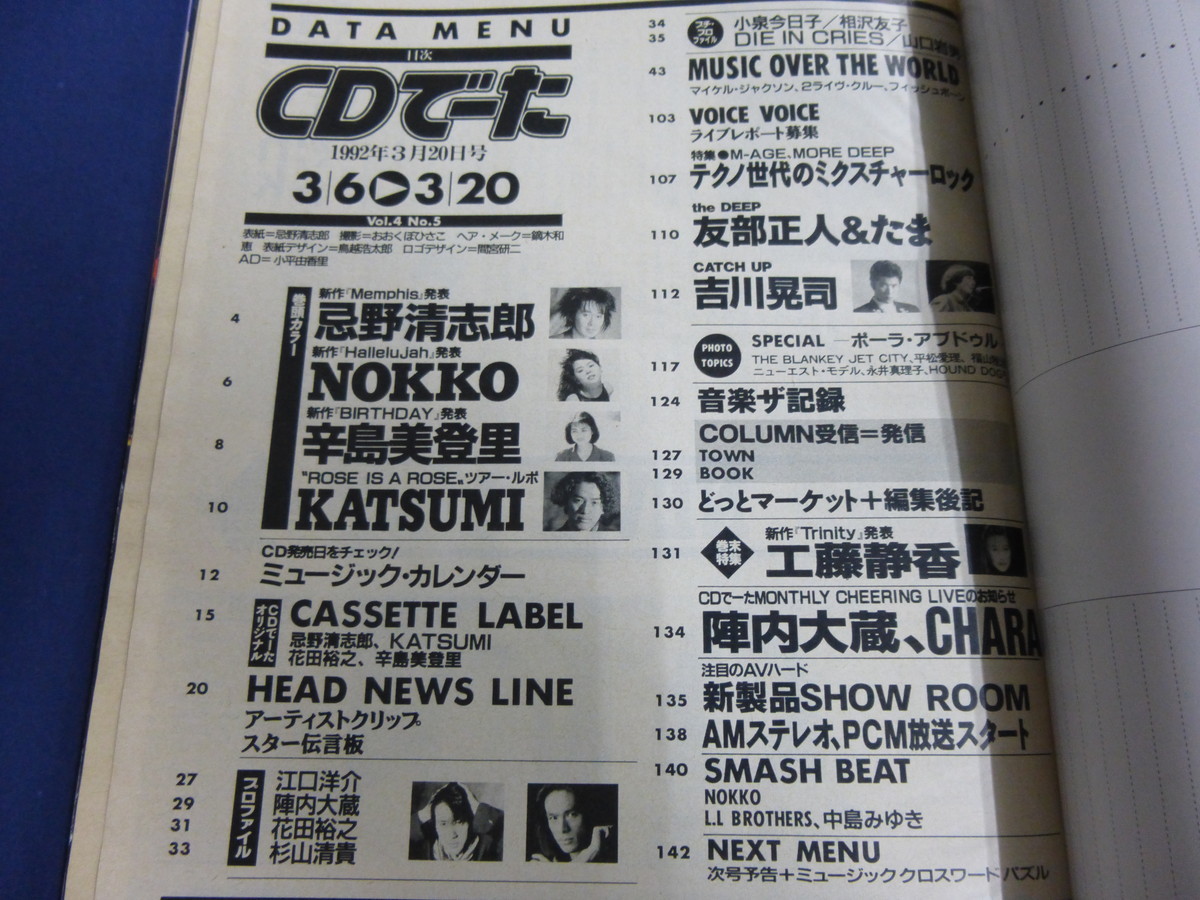 DATA MENU
目次
CDでーた
1992年3月20日号
3/6▶3/20
Vol.4 No.5
表紙=忌野清志郎 撮影=おおくぼひさこ ヘア・メーク=鏑木和
恵 表紙デザイン=鳥越浩太郎 ロゴデザイン=間宮研二
AD=小平由香里
巻頭カラー
新作『Memphis』発表
4 忌野清志郎
新作『Hallelujah』発表
6 NOKKO
新作『BIRTHDAY』発表
8 辛島美登里
"ROSE IS A ROSE"ツアー・ルポ
10 KATSUMI
CD発売日をチェック!
12 ミュージック・カレンダー
15 CDでーたオリジナル CASSETTE LABEL
忌野清志郎、KATSUMI
花田裕之、辛島美登里
20 HEAD NEWS LINE
アーティストクリップ
スター伝言板
プロファイル
27 江口洋介
29 陣内大蔵
31 花田裕之
33 杉山清貴
プチ・プロファイル
34 小泉今日子/相沢友子
35 DIE IN CRIES/山口岩男
43 MUSIC OVER THE WORLD
マイケル・ジャクソン、2ライヴ・クルー、フィッシュボーン
103 VOICE VOICE
ライブレポート募集
特集●M-AGE、MORE DEEP
107 テクノ世代のミクスチャーロック
the DEEP
110 友部正人&たま
CATCH UP
112 吉川晃司
PHOTO TOPICS
117 SPECIAL—ポーラ・アブドゥル
THE BLANKEY JET CITY、平松愛理、
ニューエスト・モデル、永井真理子、HOUND DOG
124 音楽ザ記録
COLUMN受信=発信
127 TOWN
129 BOOK
130 どっとマーケット+編集後記
巻末特集
新作『Trinity』発表
131 工藤静香
CDでーたMONTHLY CHEERING LIVEのお知らせ
134 陣内大蔵、CHARA
注目のAVハード
135 新製品SHOW ROOM
138 AMステレオ、PCM放送スタート
140 SMASH BEAT
NOKKO
L.L BROTHERS、中島みゆき
142 NEXT MENU
次号予告+ミュージック クロスワード パズル